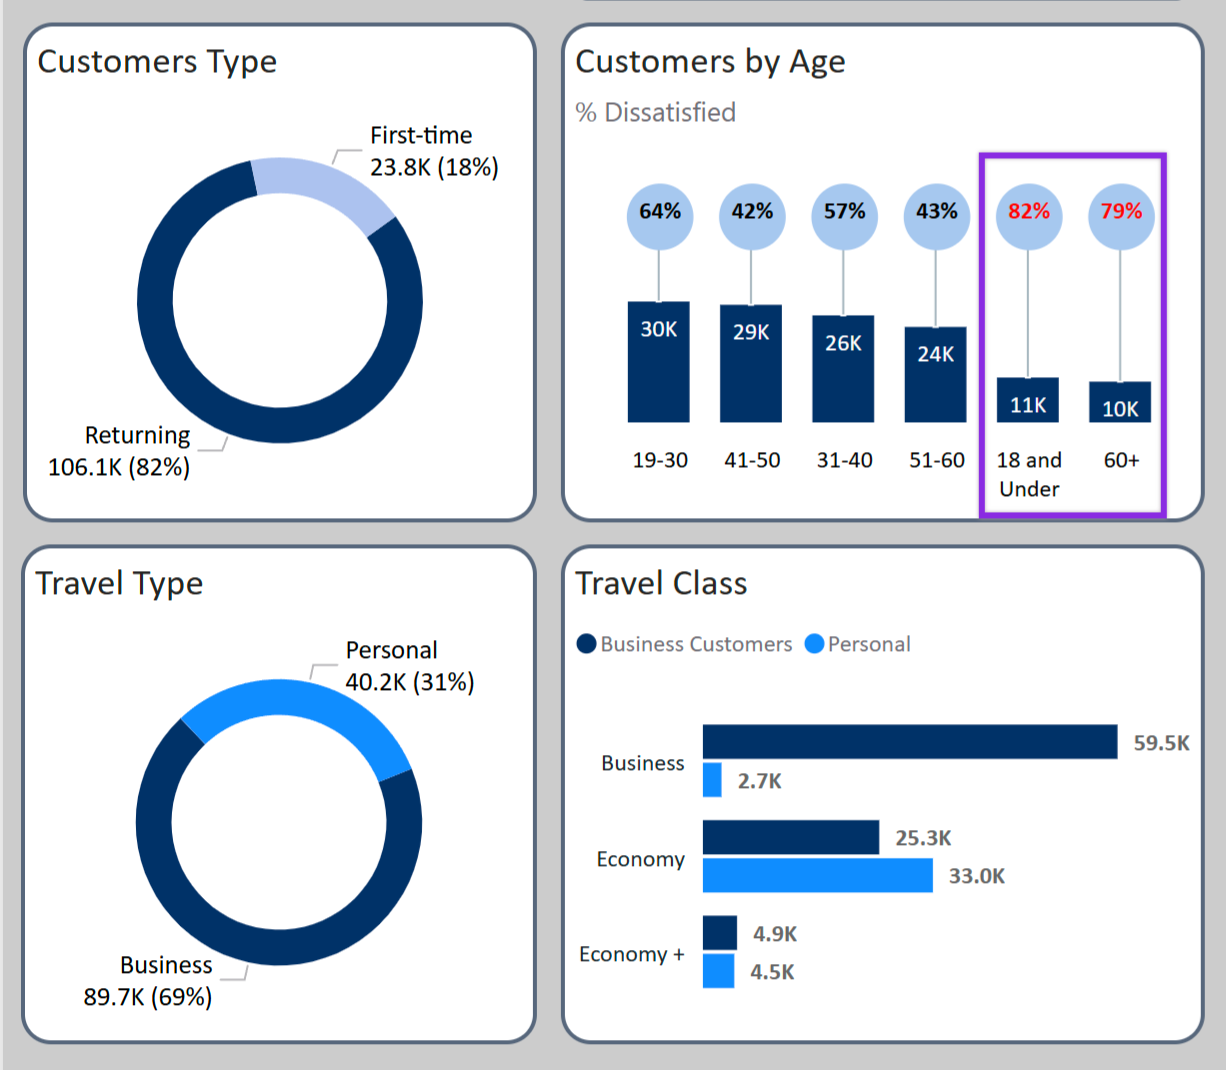 Customers Type
First-time
23.8K (18%)
Returning
106.1K (82%)
Customers by Age
% Dissatisfied
64% 42% 57% 43% 82% 79%
30K 29K 26K 24K 11K 10K
19-30 41-50 31-40 51-60 18 and Under 60+
Travel Type
Personal
40.2K (31%)
Business
89.7K (69%)
Travel Class
Business Customers Personal
Business
59.5K
2.7K
Economy
25.3K
33.0K
Economy +
4.9K
4.5K